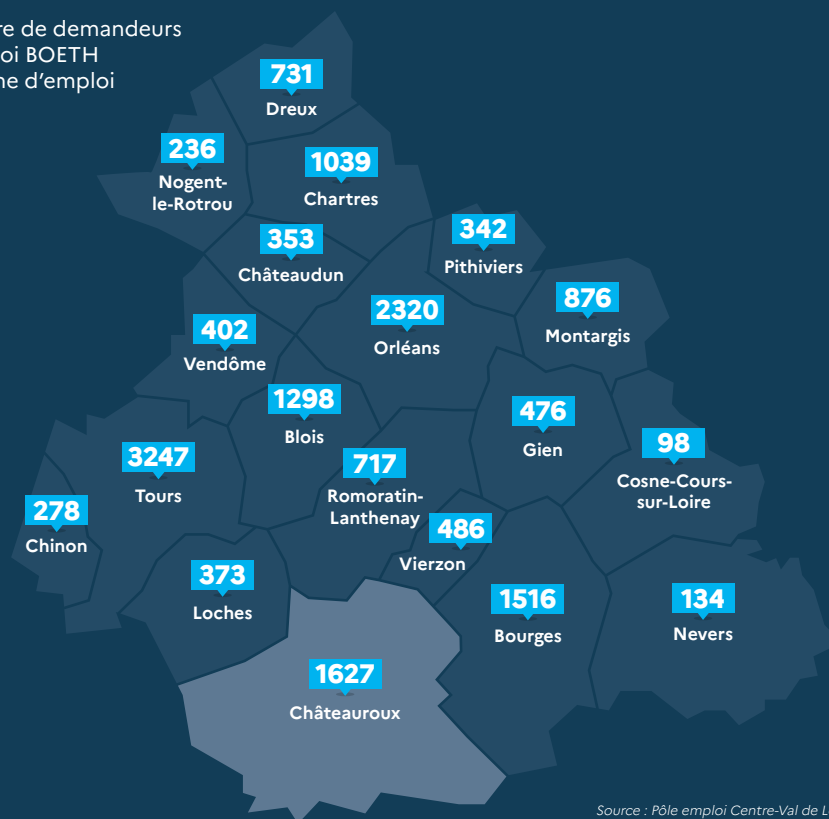 re de demandeurs
oi BOETH
ne d'emploi
731
Dreux
236
Nogent-
le-Rotrou
1039
Chartres
353
Châteaudun
342
Pithiviers
2320
Orléans
876
Montargis
402
Vendôme
1298
Blois
476
Gien
98
Cosne-Cours-
sur-Loire
3247
Tours
717
Romoratin-
Lanthenay
278
Chinon
486
Vierzon
373
Loches
1516
Bourges
134
Nevers
1627
Châteauroux
Source : Pôle emploi Centre-Val de L